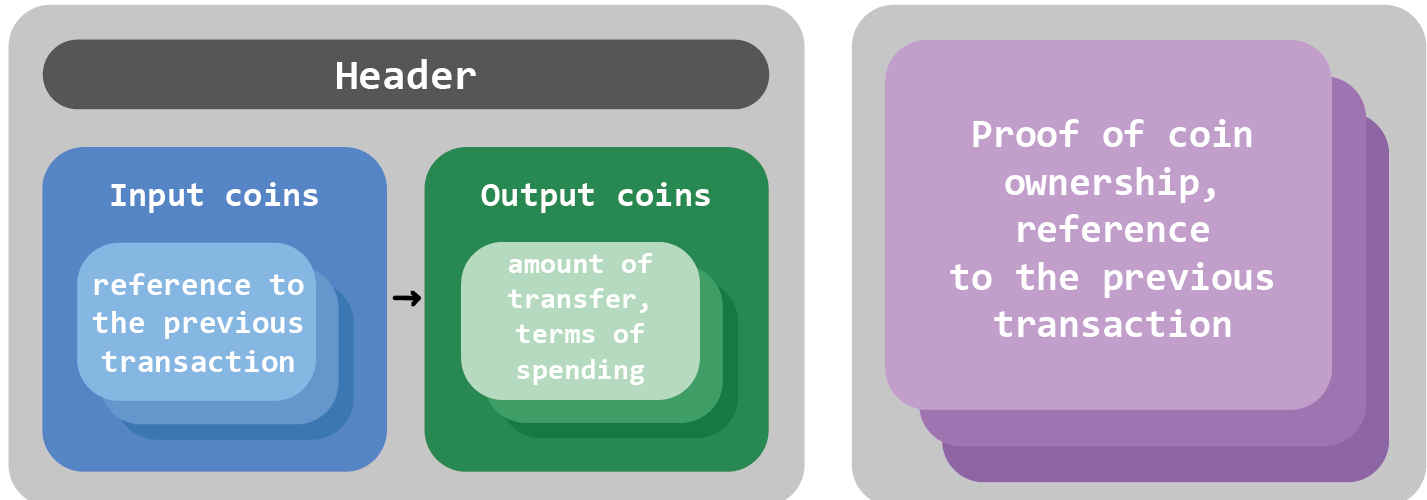 Header
Input coins
reference to
the previous
transaction
→
Output coins
amount of
transfer,
terms of
spending
Proof of coin
ownership,
reference
to the previous
transaction